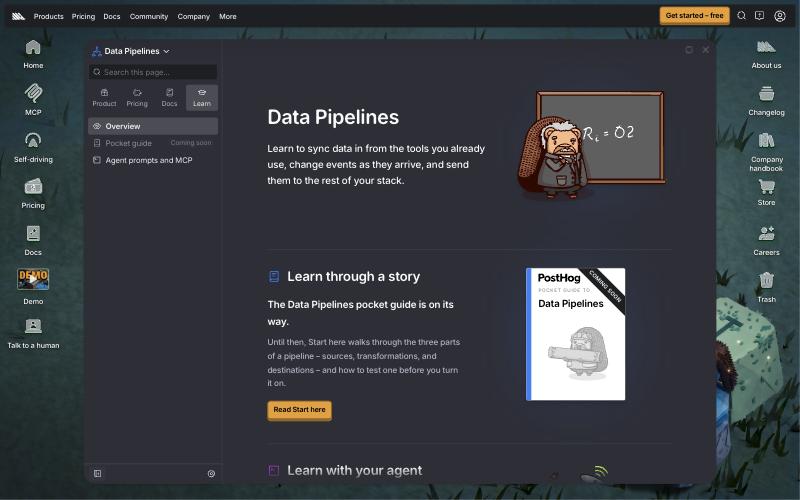 Products Pricing Docs Community Company More
Get started – free
Home
MCP
Self-driving
Pricing
Docs
DEMO
Demo
Talk to a human
Data Pipelines
Search this page...
Product Pricing Docs Learn
Overview
Pocket guide Coming soon
Agent prompts and MCP
Data Pipelines
Learn to sync data in from the tools you already
use, change events as they arrive, and send
them to the rest of your stack.
Rᵢ = O2
Learn through a story
The Data Pipelines pocket guide is on its
way.
Until then, Start here walks through the three parts
of a pipeline – sources, transformations, and
destinations – and how to test one before you turn
it on.
Read Start here
PostHog
POCKET GUIDE TO...
Data Pipelines
COMING SOON
Learn with your agent
About us
Changelog
Company
handbook
Store
Careers
Trash